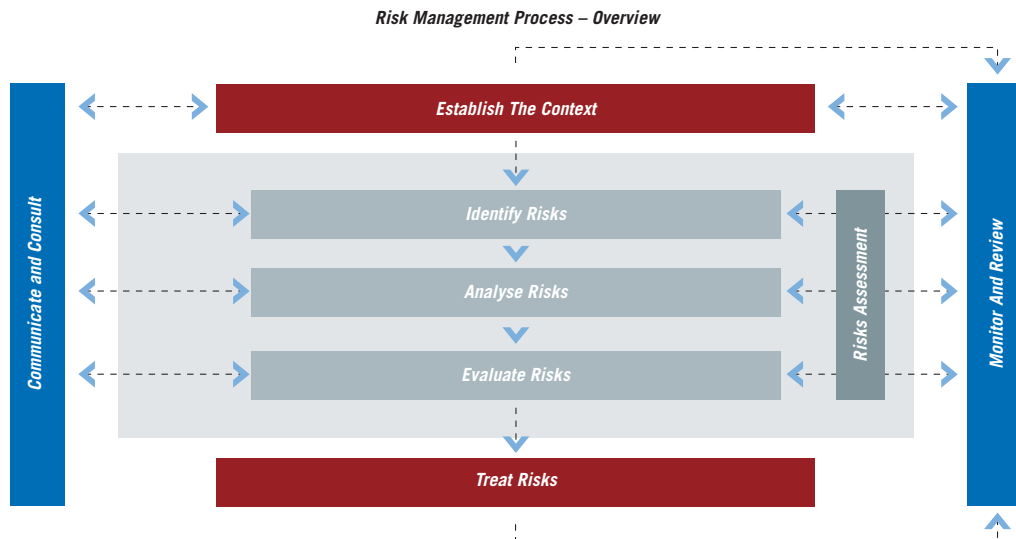 Risk Management Process – Overview
Establish The Context
Communicate and Consult
Identify Risks
Analyse Risks
Evaluate Risks
Risks Assessment
Monitor And Review
Treat Risks